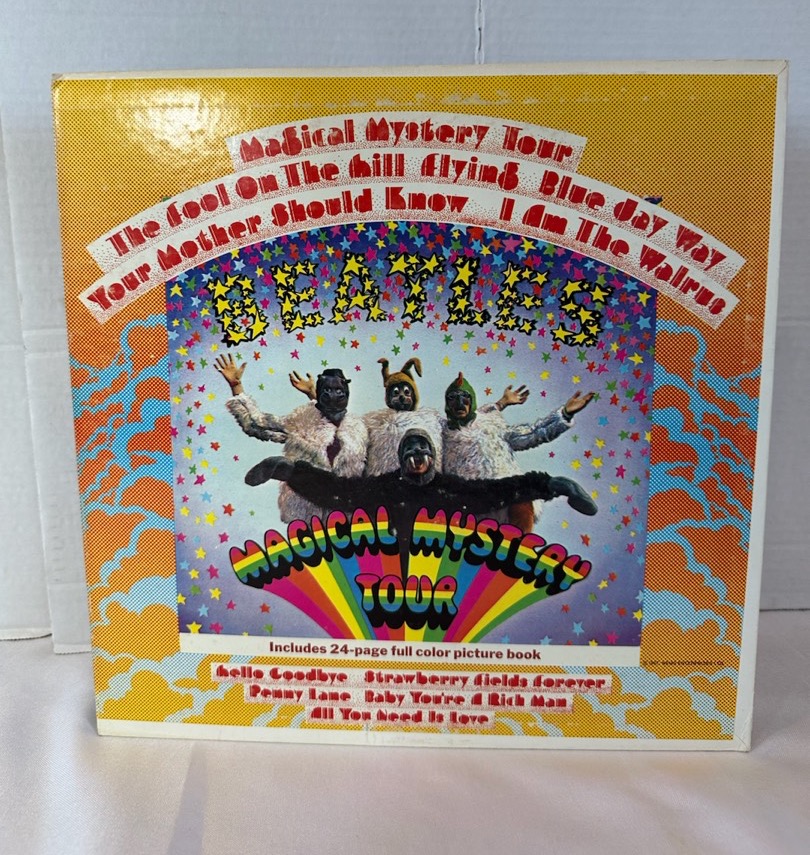 Magical Mystery Tour
The Fool On The Hill Flying Blue Jay Way
Your Mother Should Know I Am The Walrus
BEATLES
MAGICAL MYSTERY
TOUR
Includes 24-page full color picture book
Hello Goodbye Strawberry Fields Forever
Penny Lane Baby You're A Rich Man
All You Need Is Love